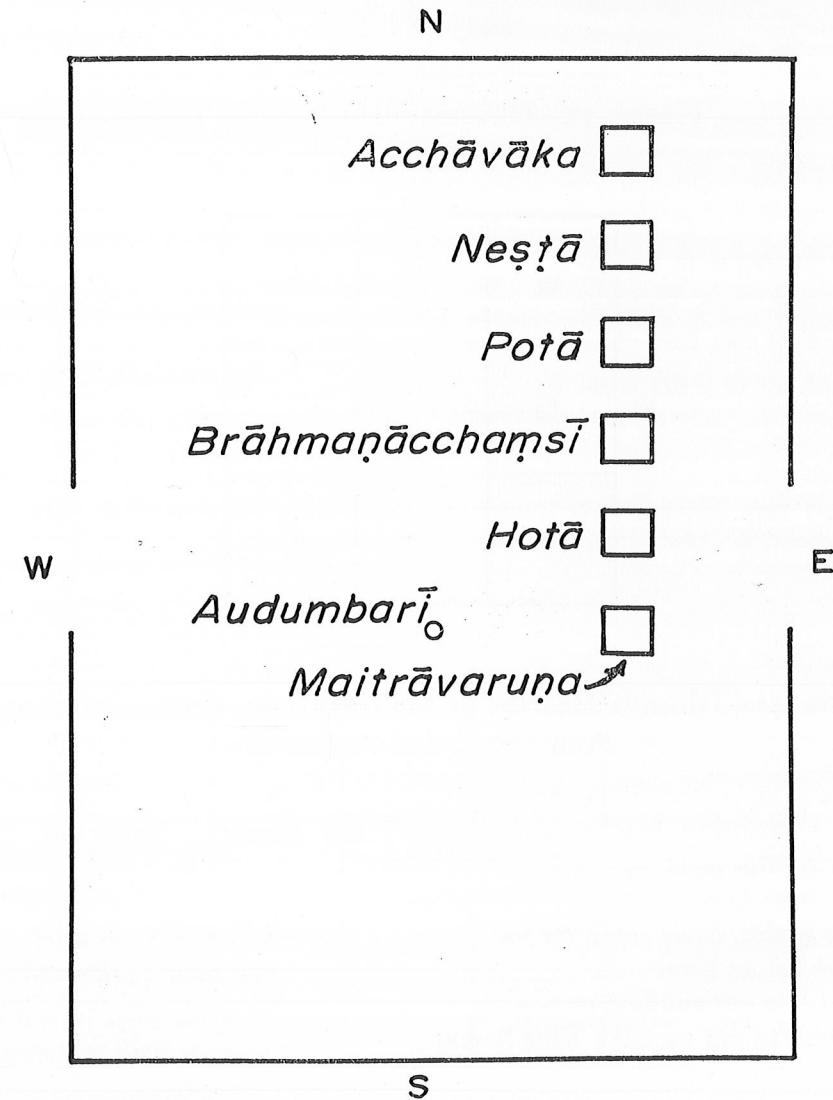 N
Acchāvāka
Neṣṭā
Potā
Brāhmaṇācchaṃsī
Hotā
W
E
Audumbarī
Maitrāvaruṇa
S